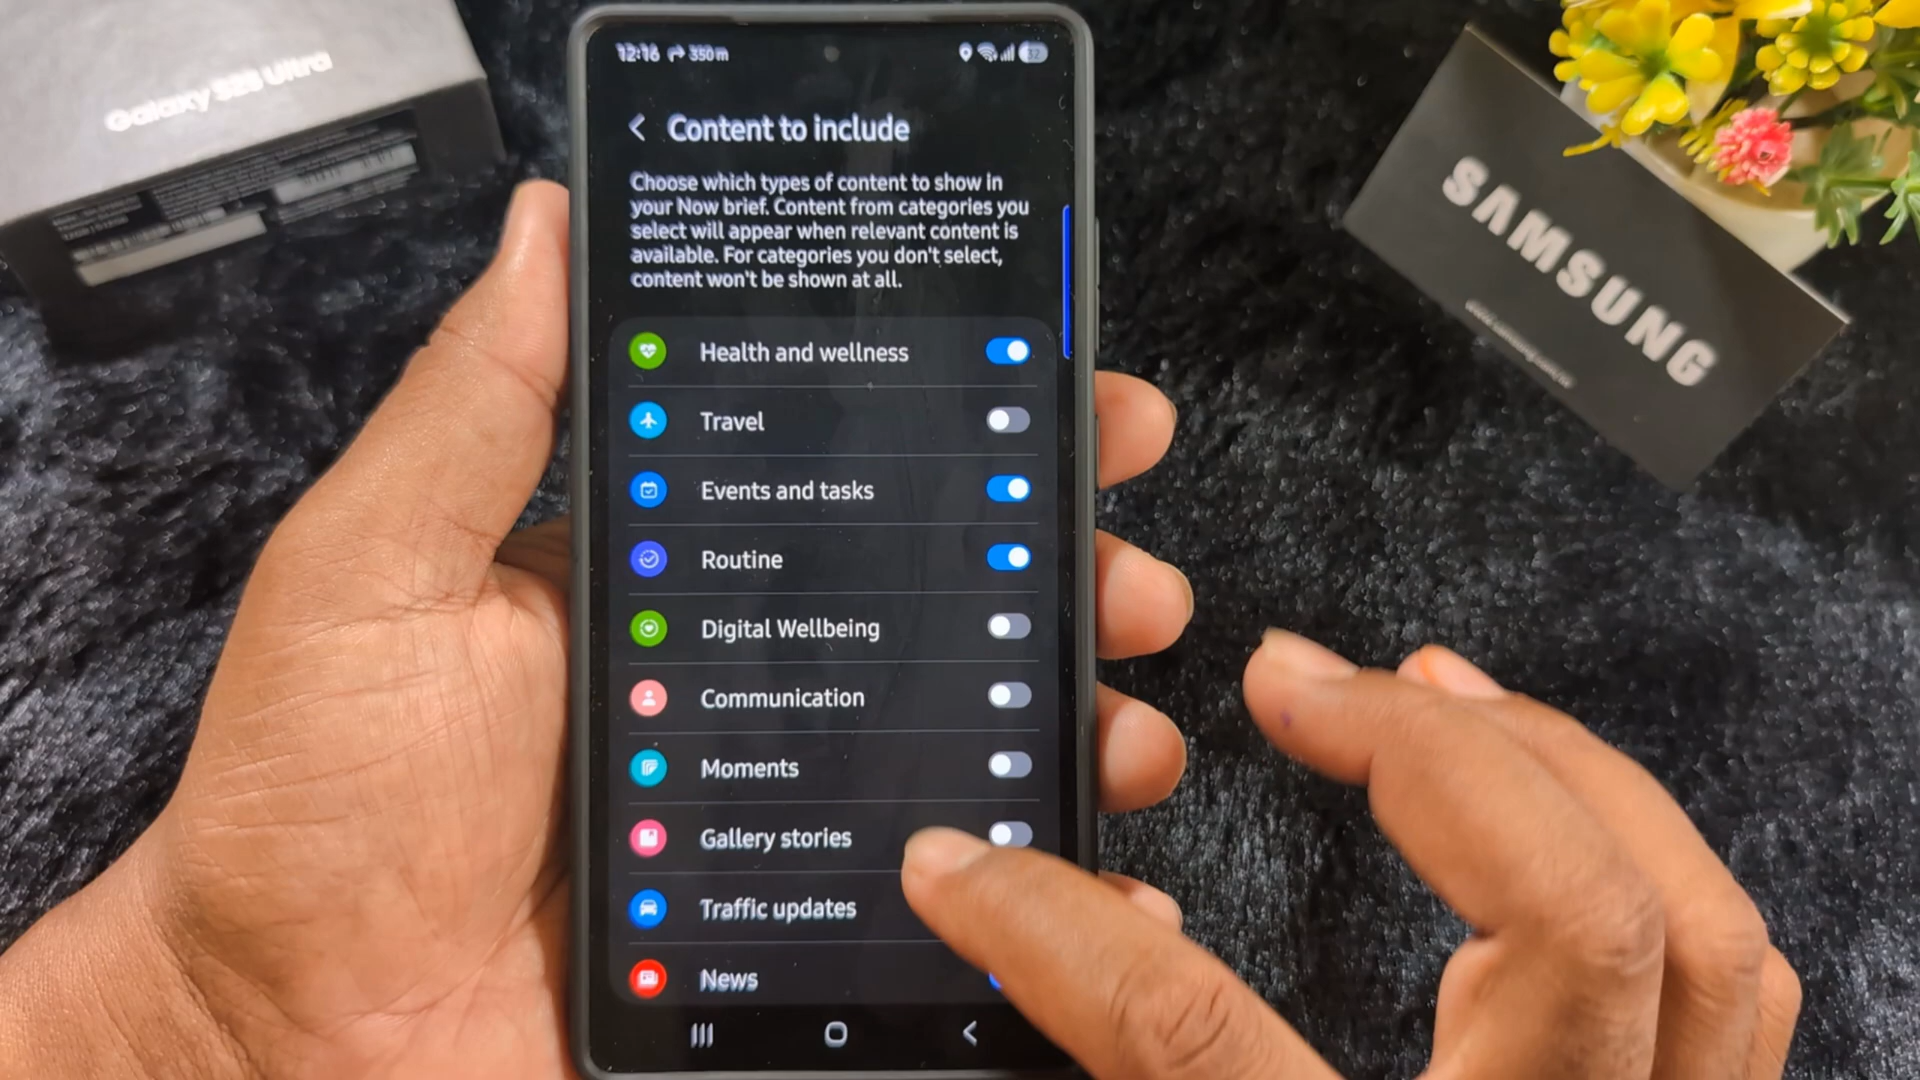 Galaxy S25 Ultra
SAMSUNG
12:16 350 m
Content to include
Choose which types of content to show in
your Now brief. Content from categories you
select will appear when relevant content is
available. For categories you don't select,
content won't be shown at all.
Health and wellness
Travel
Events and tasks
Routine
Digital Wellbeing
Communication
Moments
Gallery stories
Traffic updates
News